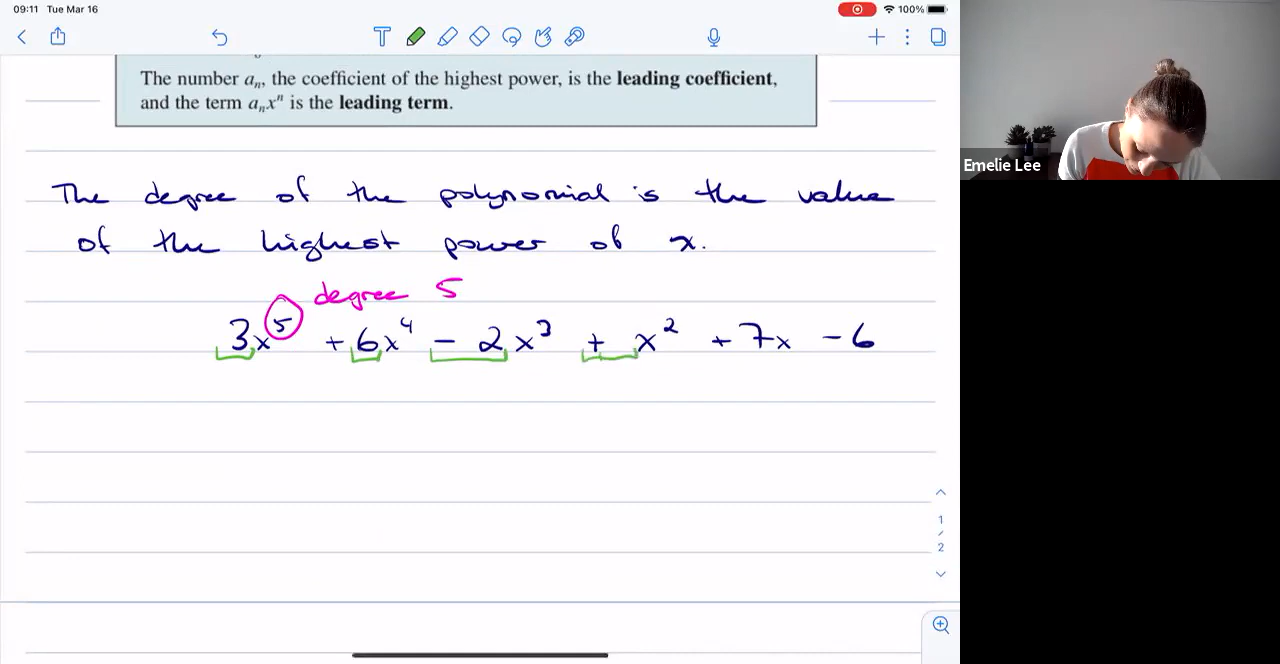 09:11 Tue Mar 16
100%
The number aₙ, the coefficient of the highest power, is the leading coefficient,
and the term aₙxⁿ is the leading term.
Emelie Lee
The degree of the polynomial is the value
of the highest power of x.
degree 5
3x⁵ + 6x⁴ - 2x³ + x² + 7x - 6
1
/
2